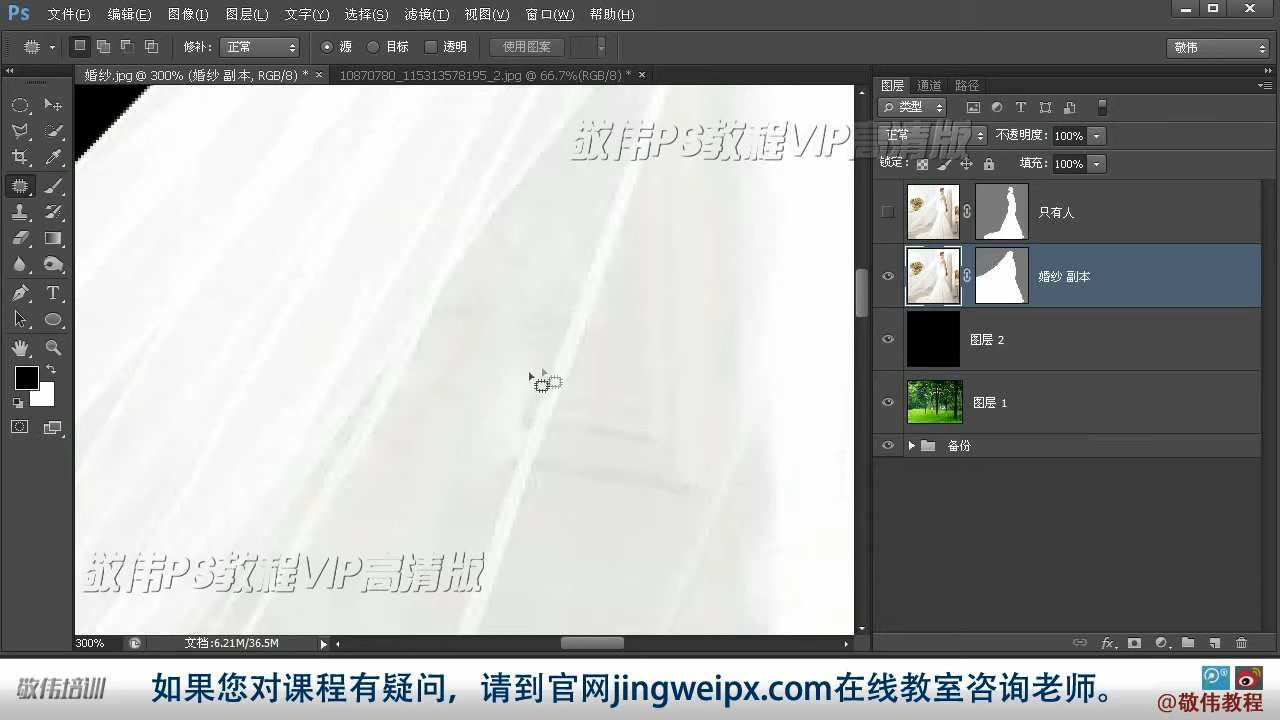 Ps 文件(F) 编辑(E) 图像(I) 图层(L) 文字(Y) 选择(S) 滤镜(T) 视图(V) 窗口(W) 帮助(H)
修补: 正常 源 目标 透明 使用图案 敬伟
婚纱.jpg @ 300% (婚纱 副本, RGB/8) * × 10870780_115313578195_2.jpg @ 66.7%(RGB/8) * ×
图层 通道 路径
类型
正常 不透明度: 100%
锁定: 填充: 100%
敬伟PS教程VIP高清版
只有人
婚纱 副本
图层 2
图层 1
备份
敬伟PS教程VIP高清版
300% 文档:6.21M/36.5M
敬伟培训 如果您对课程有疑问，请到官网jingweipx.com在线教室咨询老师。
@敬伟教程